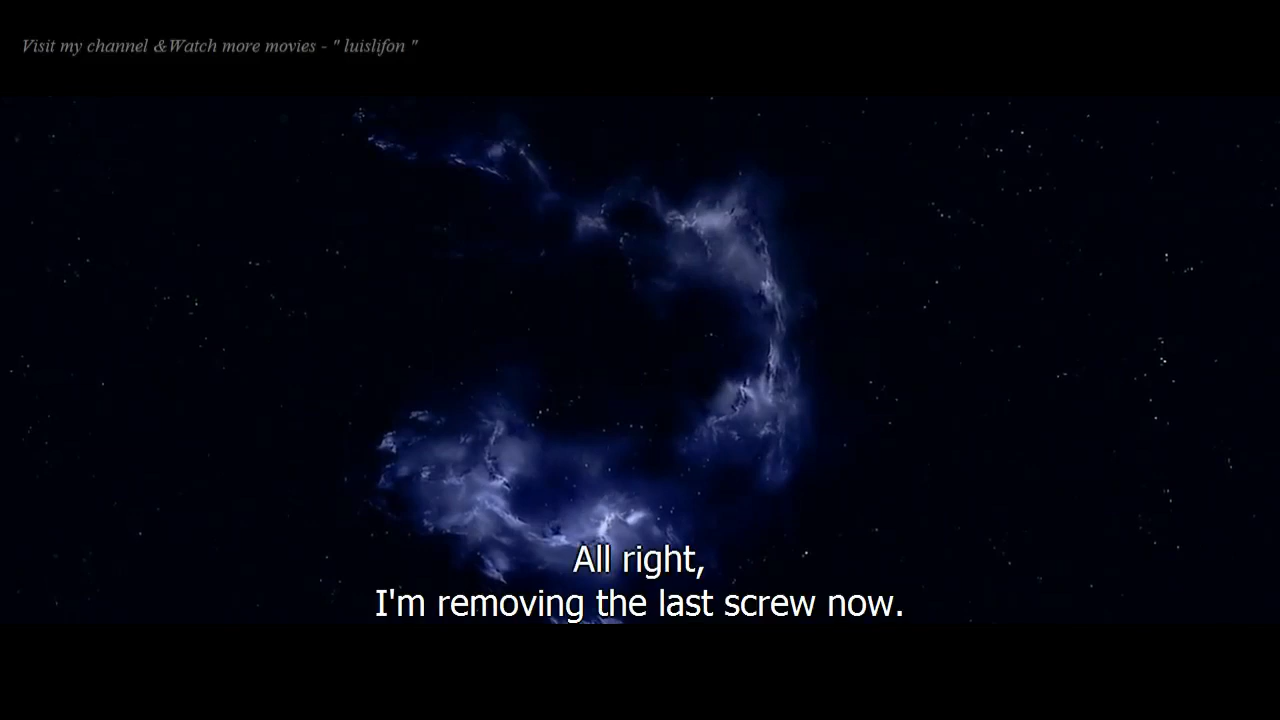 Visit my channel &Watch more movies - " luislifon "
All right,
I'm removing the last screw now.